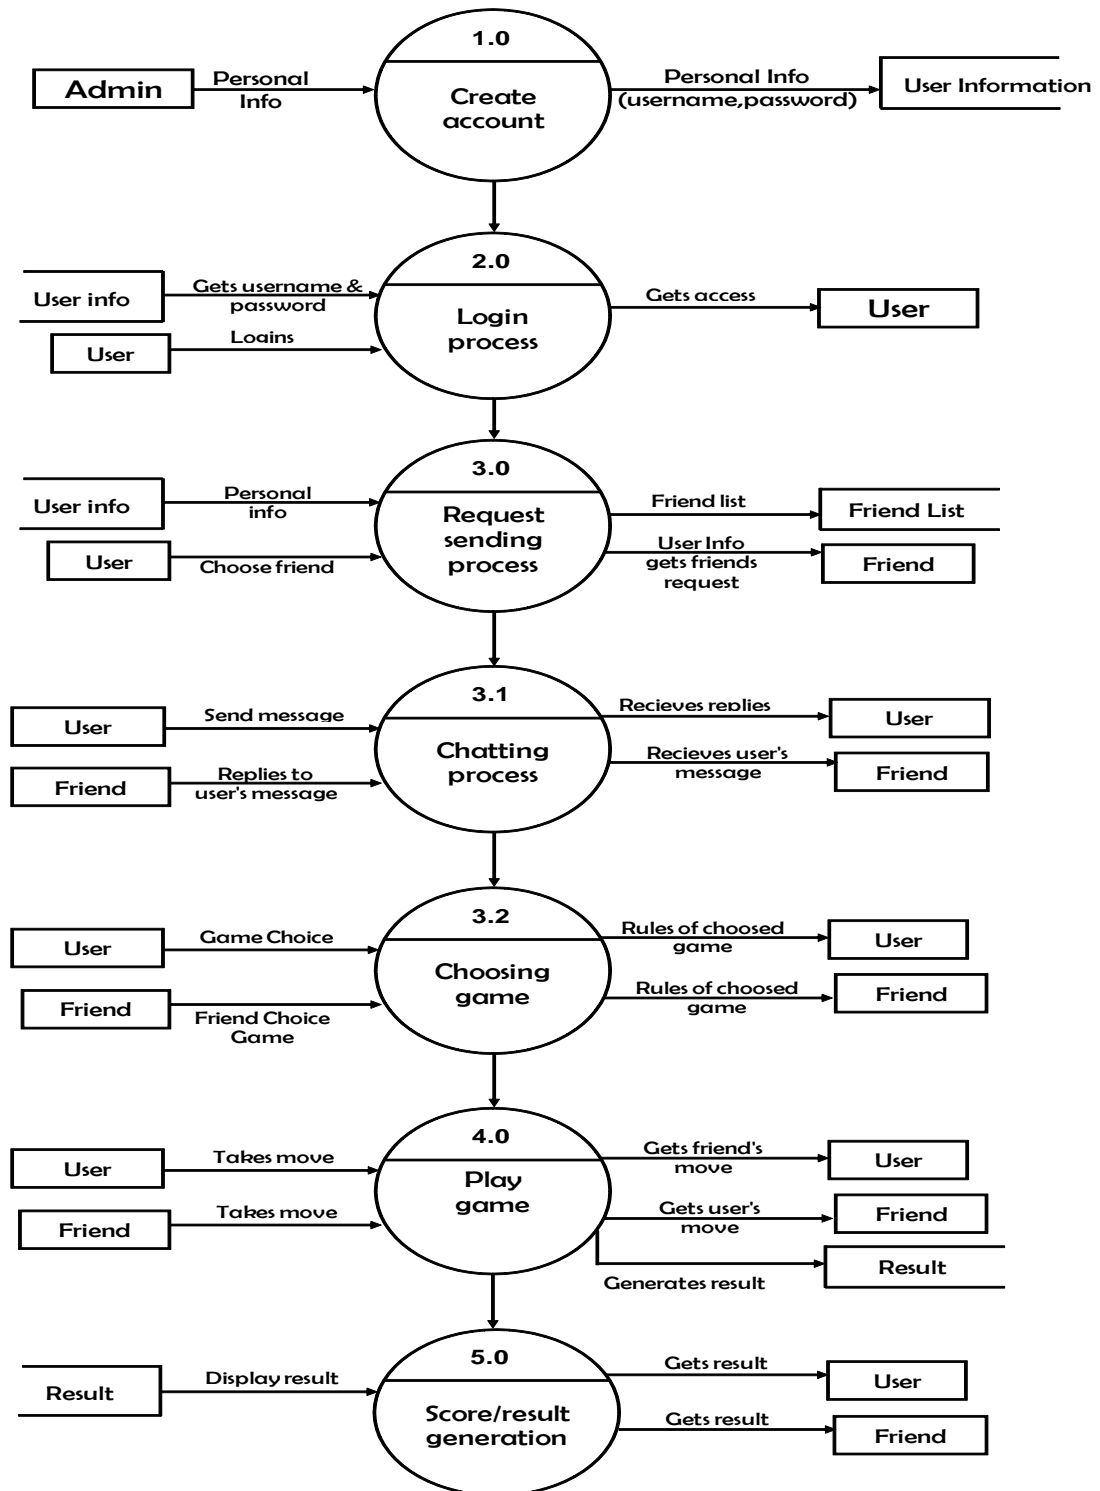 1.0
Admin
Personal
Info
Create
account
Personal Info
(username,password)
User Information
2.0
User info
Gets username &
password
User
Logins
Login
process
Gets access
User
3.0
User info
Personal
info
User
Choose friend
Request
sending
process
Friend list
Friend List
User Info
gets friends
request
Friend
3.1
User
Send message
Friend
Replies to
user's message
Chatting
process
Recieves replies
User
Recieves user's
message
Friend
3.2
User
Game Choice
Friend
Friend Choice
Game
Choosing
game
Rules of choosed
game
User
Rules of choosed
game
Friend
4.0
User
Takes move
Friend
Takes move
Play
game
Gets friend's
move
User
Gets user's
move
Friend
Generates result
Result
5.0
Result
Display result
Score/result
generation
Gets result
User
Gets result
Friend